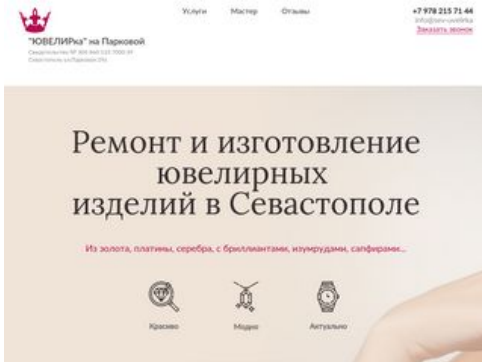 Услуги Мастер Отзывы
+7 978 215 71 44
Заказать звонок
"ЮВЕЛИРка" на Парковой
Ремонт и изготовление
ювелирных
изделий в Севастополе
Из золота, платины, серебра, с бриллиантами, изумрудами, сапфирами...
Красиво Модно Актуально